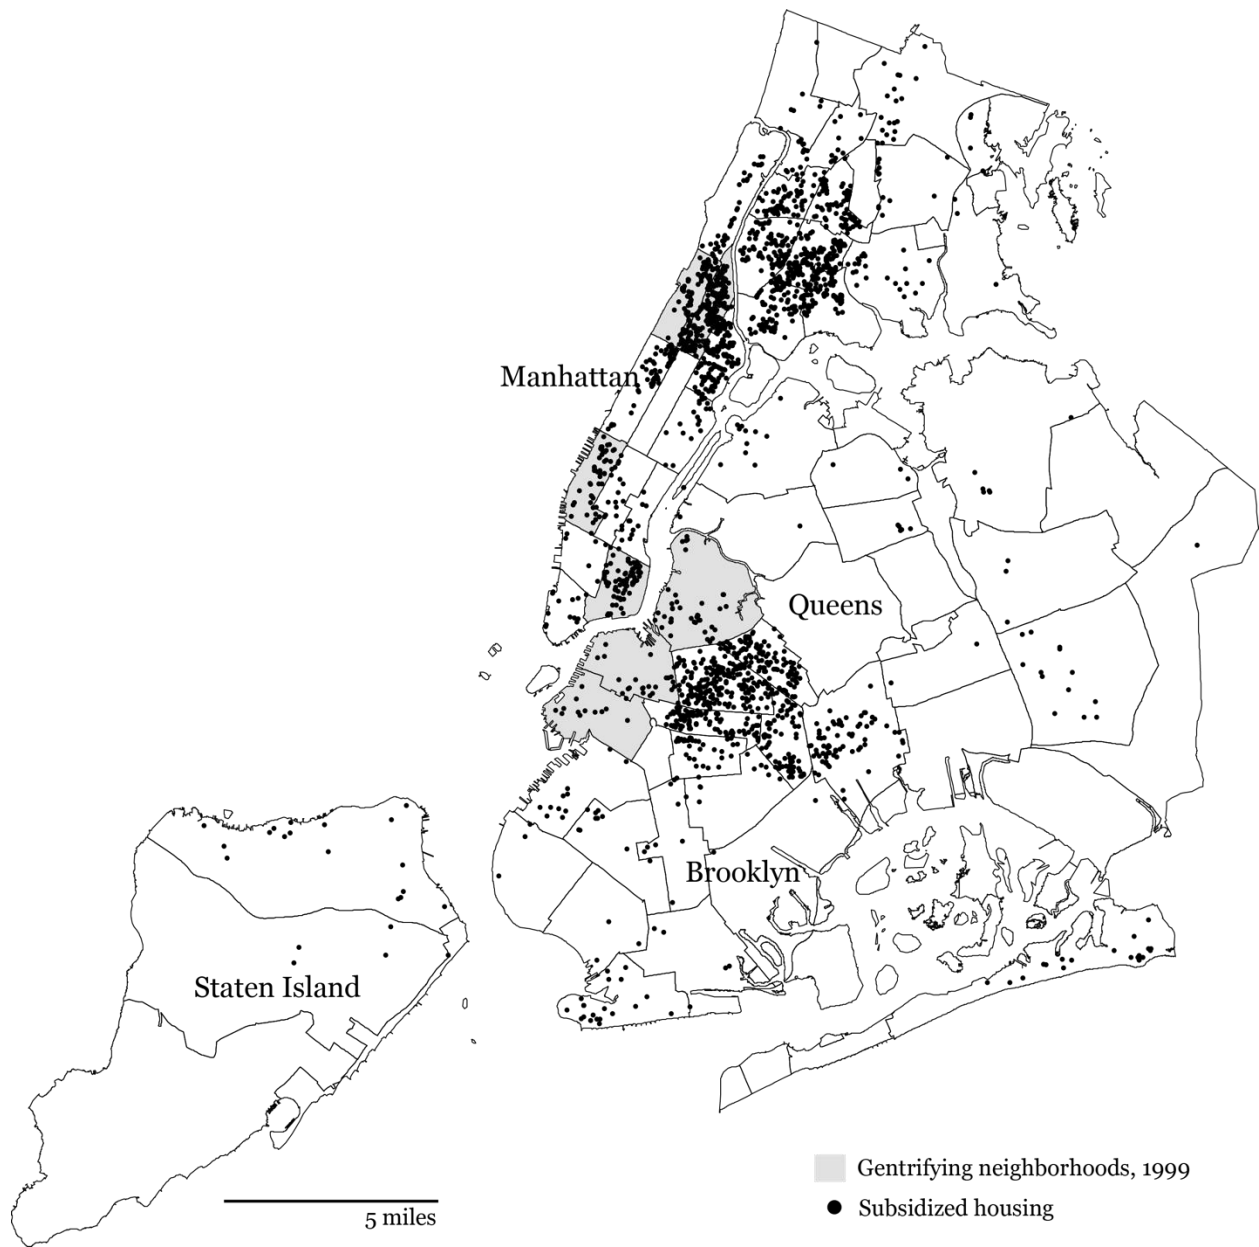 Manhattan
Queens
Brooklyn
Staten Island
Gentrifying neighborhoods, 1999
Subsidized housing
5 miles